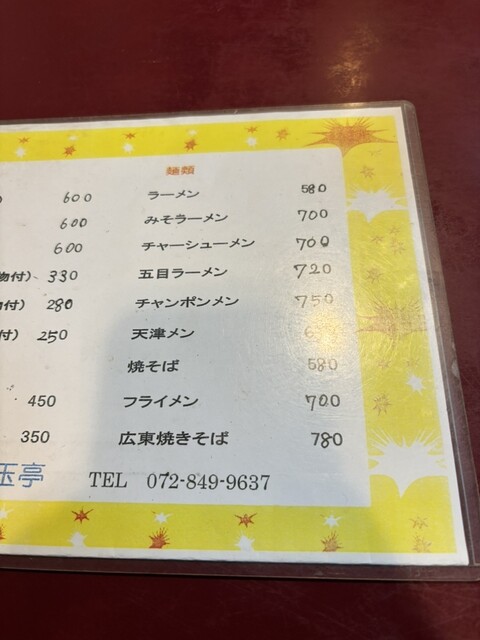 麺類
600 ラーメン 580
600 みそラーメン 700
600 チャーシューメン 700
物付) 330 五目ラーメン 720
物付) 280 チャンポンメン 750
付) 250 天津メン
焼そば 580
450 フライメン 700
350 広東焼きそば 780
玉亭 TEL 072-849-9637